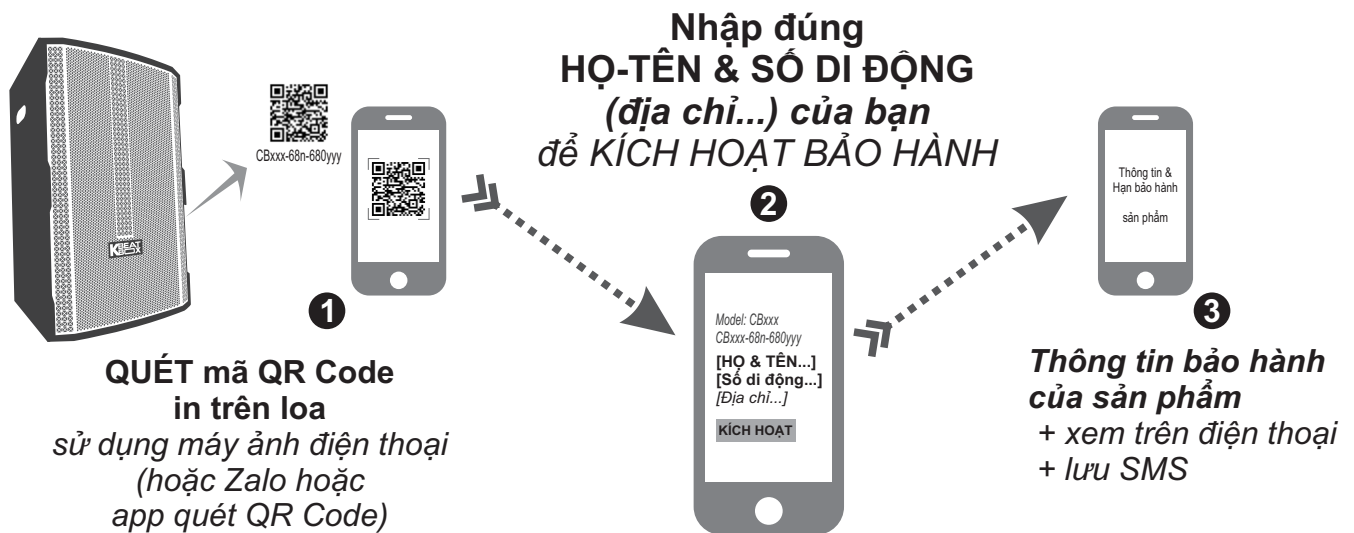 Nhập đúng
HỌ-TÊN & SỐ DI ĐỘNG
(địa chỉ...) của bạn
để KÍCH HOẠT BẢO HÀNH
KBEAT
BOX
CBxxx-68n-680yyy
1
QUÉT mã QR Code
in trên loa
sử dụng máy ảnh điện thoại
(hoặc Zalo hoặc
app quét QR Code)
2
Model: CBxxx
CBxxx-68n-680yyy
[HỌ & TÊN...]
[Số di động...]
[Địa chỉ...]
KÍCH HOẠT
Thông tin &
Hạn bảo hành
sản phẩm
3
Thông tin bảo hành
của sản phẩm
+ xem trên điện thoại
+ lưu SMS